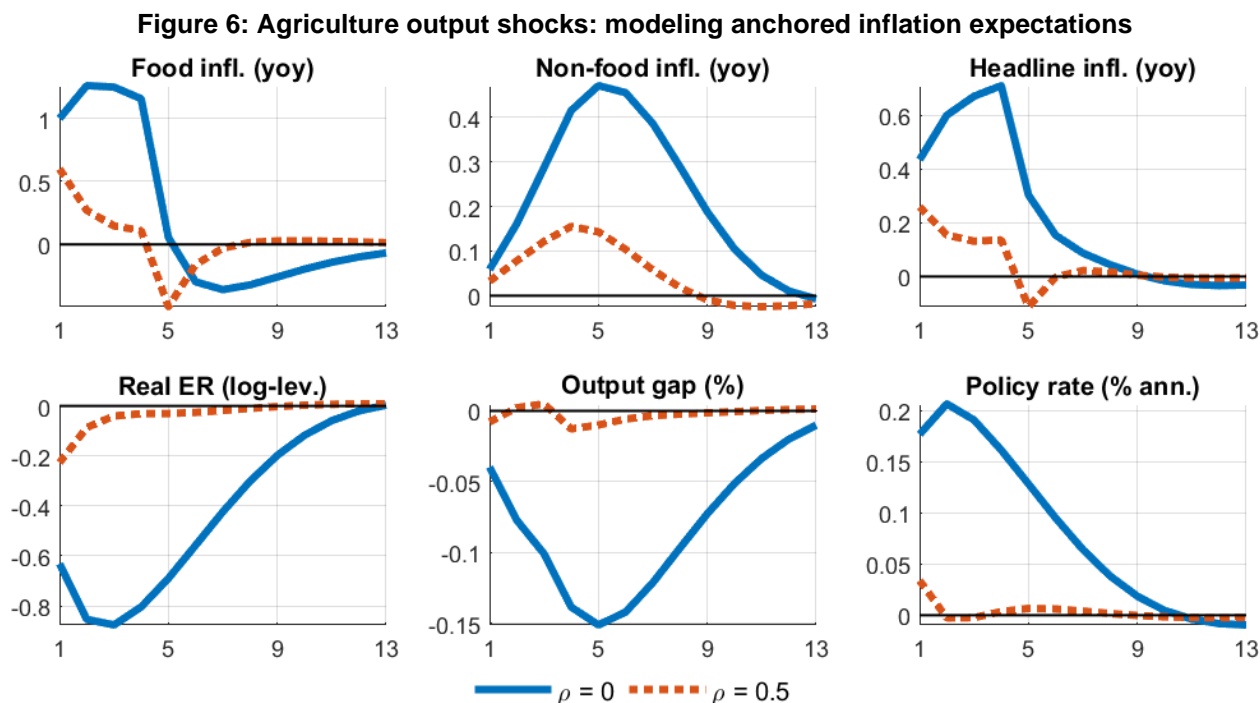 Figure 6: Agriculture output shocks: modeling anchored inflation expectations
Food infl. (yoy)
1
0.5
0
1 5 9 13
Non-food infl. (yoy)
0.4
0.3
0.2
0.1
0
1 5 9 13
Headline infl. (yoy)
0.6
0.4
0.2
0
1 5 9 13
Real ER (log-lev.)
0
-0.2
-0.4
-0.6
-0.8
1 5 9 13
Output gap (%)
0
-0.05
-0.1
-0.15
1 5 9 13
Policy rate (% ann.)
0.2
0.15
0.1
0.05
0
1 5 9 13
ρ = 0 ρ = 0.5